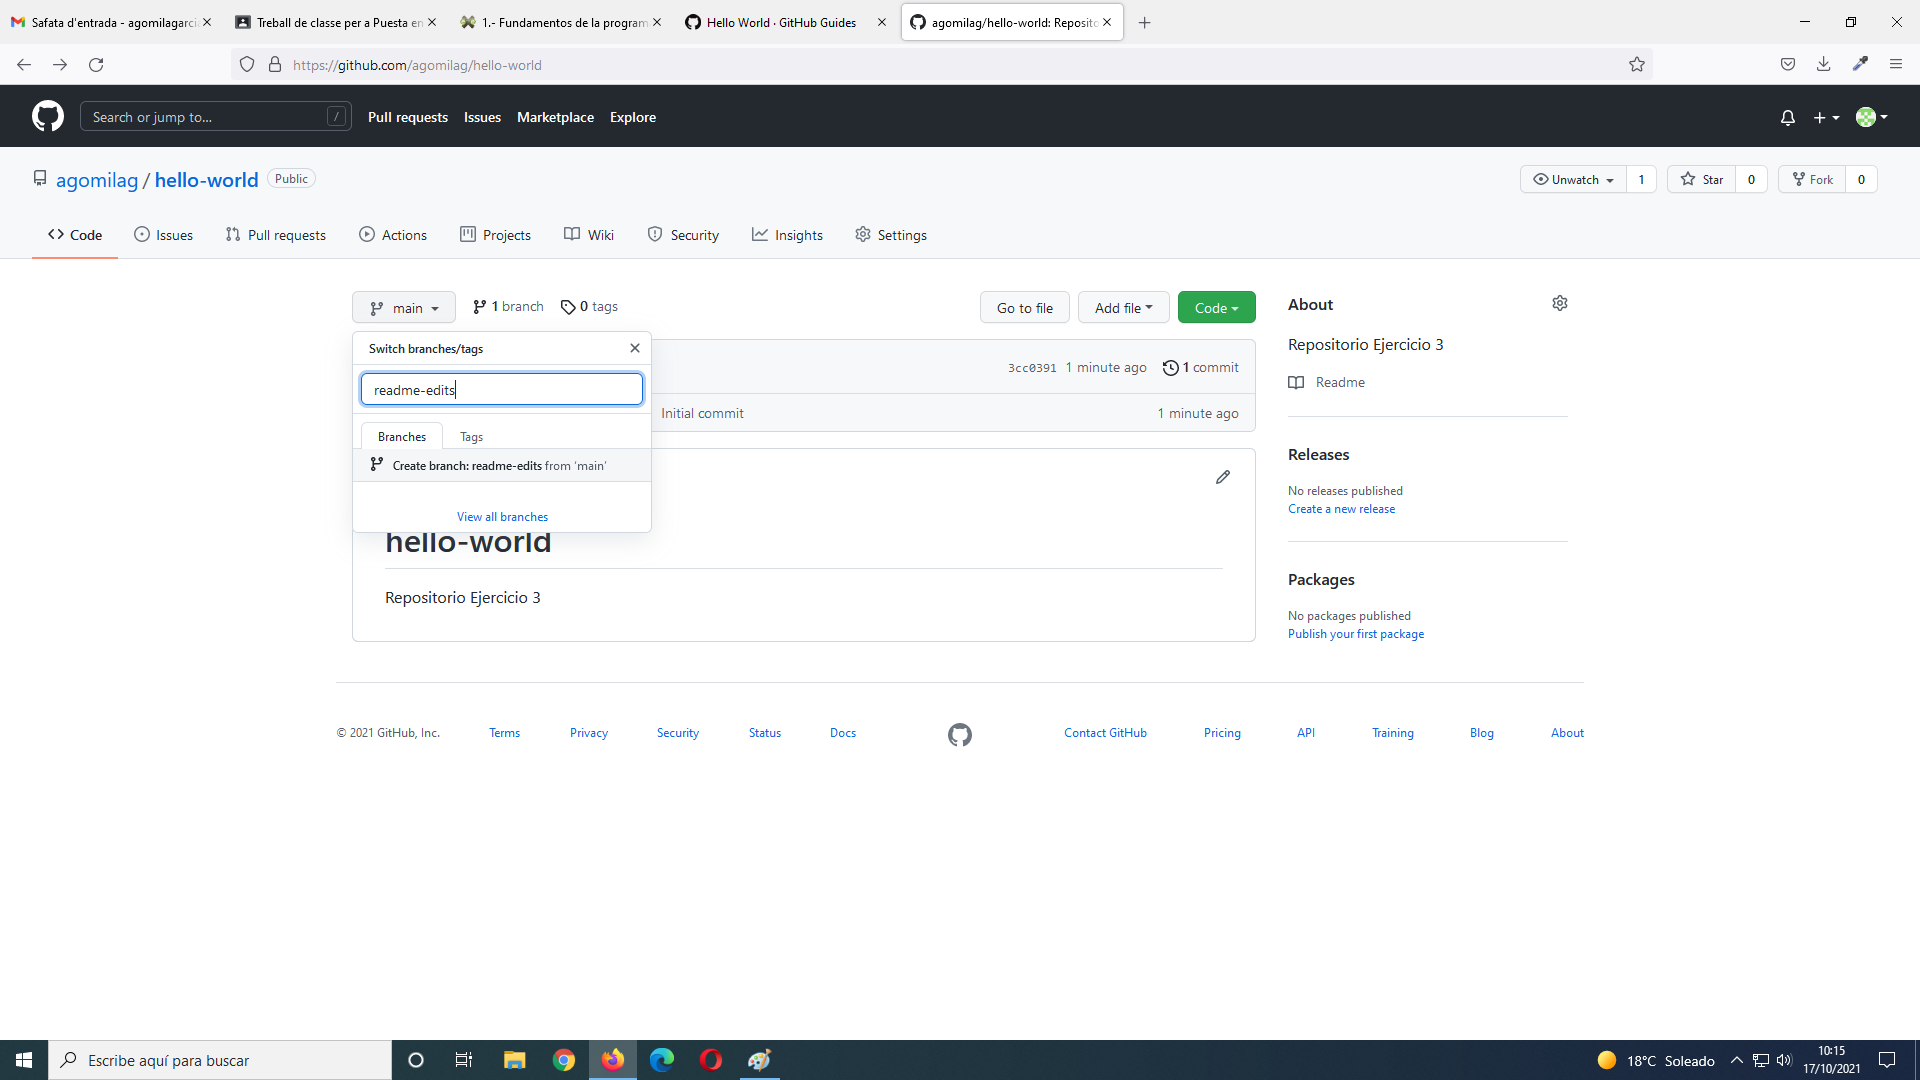 Safata d'entrada - agomilagarcia
Treball de classe per a Puesta en
1.- Fundamentos de la program
Hello World · GitHub Guides
agomilag/hello-world: Reposito
https://github.com/agomilag/hello-world
Search or jump to...
/
Pull requests
Issues
Marketplace
Explore
agomilag / hello-world
Public
Unwatch
1
Star
0
Fork
0
Code
Issues
Pull requests
Actions
Projects
Wiki
Security
Insights
Settings
main
1 branch
0 tags
Go to file
Add file
Code
About
Switch branches/tags
Repositorio Ejercicio 3
3cc0391
1 minute ago
1 commit
Readme
readme-edits
Initial commit
1 minute ago
Branches
Tags
Create branch: readme-edits from 'main'
Releases
No releases published
Create a new release
View all branches
hello-world
Packages
Repositorio Ejercicio 3
No packages published
Publish your first package
© 2021 GitHub, Inc.
Terms
Privacy
Security
Status
Docs
Contact GitHub
Pricing
API
Training
Blog
About
Escribe aquí para buscar
18°C Soleado
10:15
17/10/2021